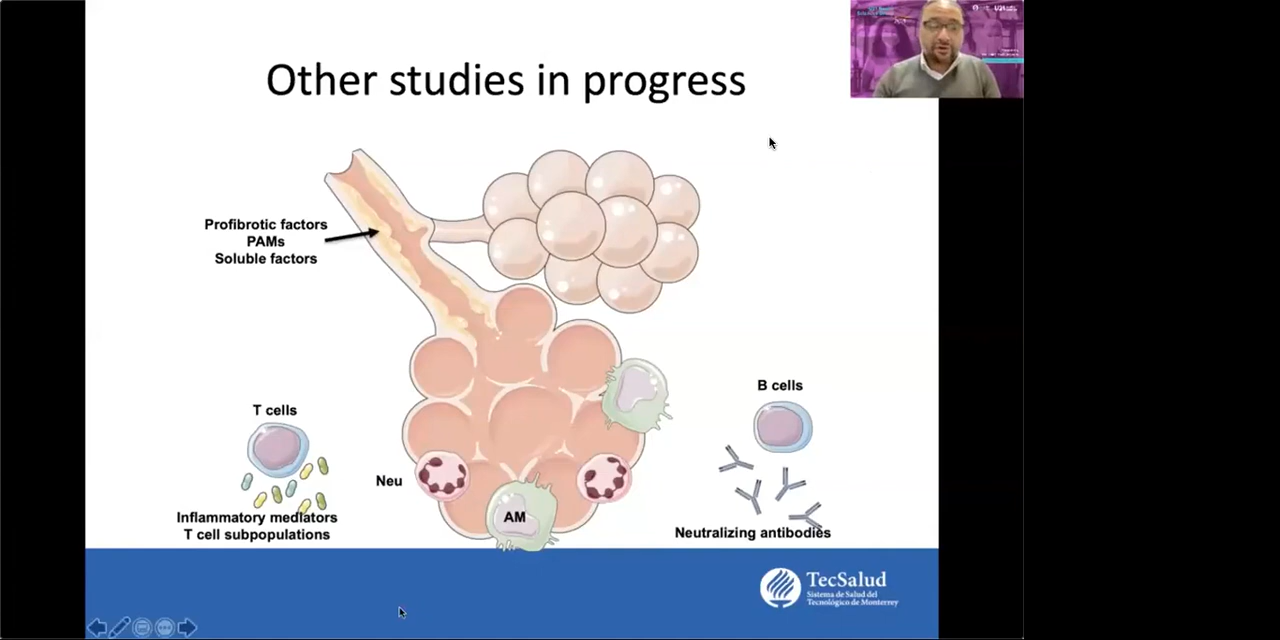 Other studies in progress
Profibrotic factors
PAMs
Soluble factors
B cells
T cells
Neu
AM
Inflammatory mediators
T cell subpopulations
Neutralizing antibodies
TecSalud
Sistema de Salud del
Tecnológico de Monterrey